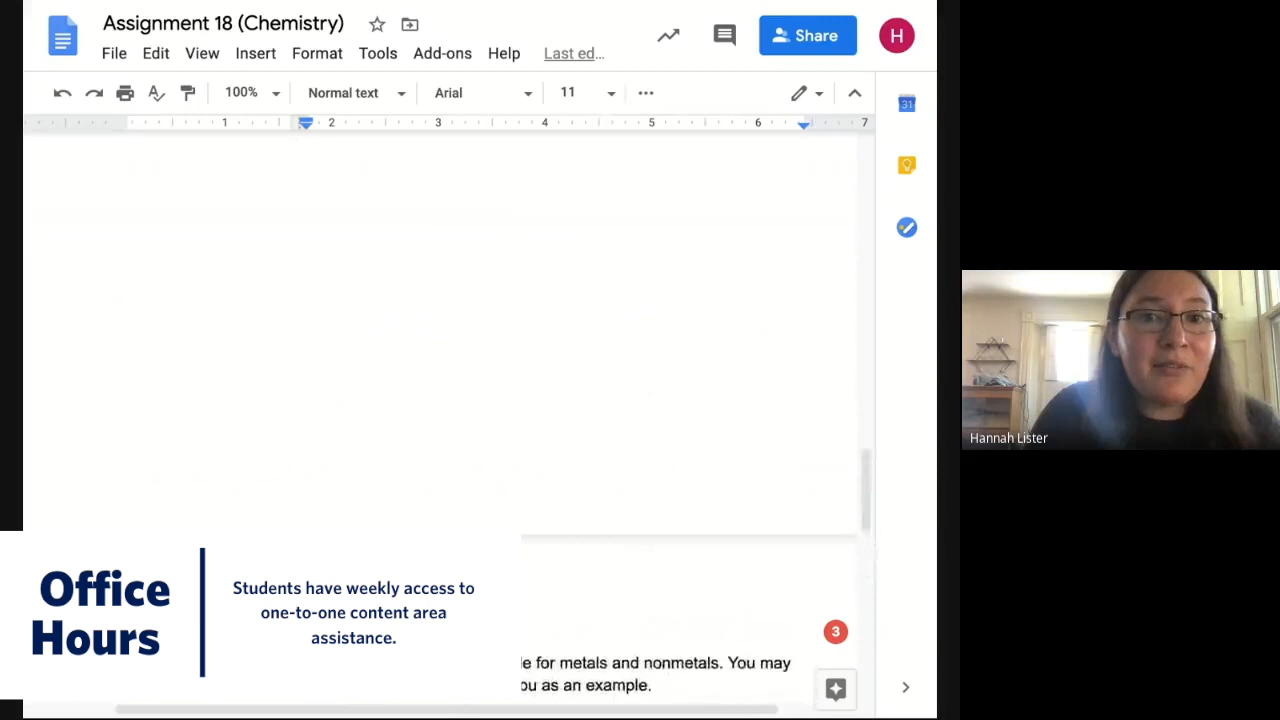 Assignment 18 (Chemistry)
File Edit View Insert Format Tools Add-ons Help Last ed...
Share
H
100% Normal text Arial 11
31
1 2 3 4 5 6 7
Hannah Lister
Office Hours
Students have weekly access to
one-to-one content area
assistance.
3
le for metals and nonmetals. You may
ou as an example.